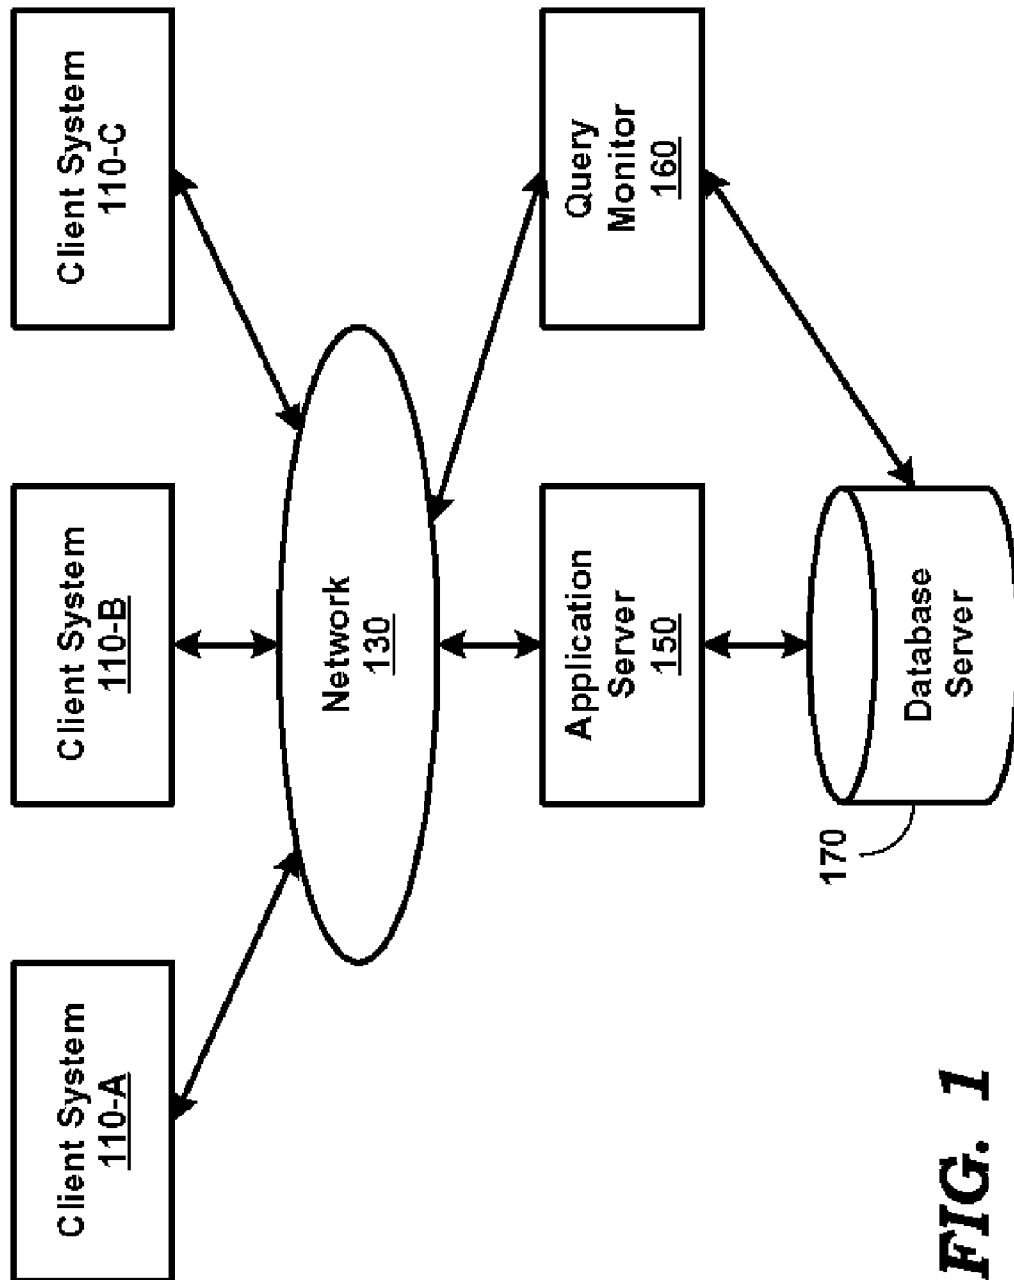 Client System
110-A
Client System
110-B
Client System
110-C
Network
130
Application
Server
150
Query
Monitor
160
170
Database
Server
FIG. 1